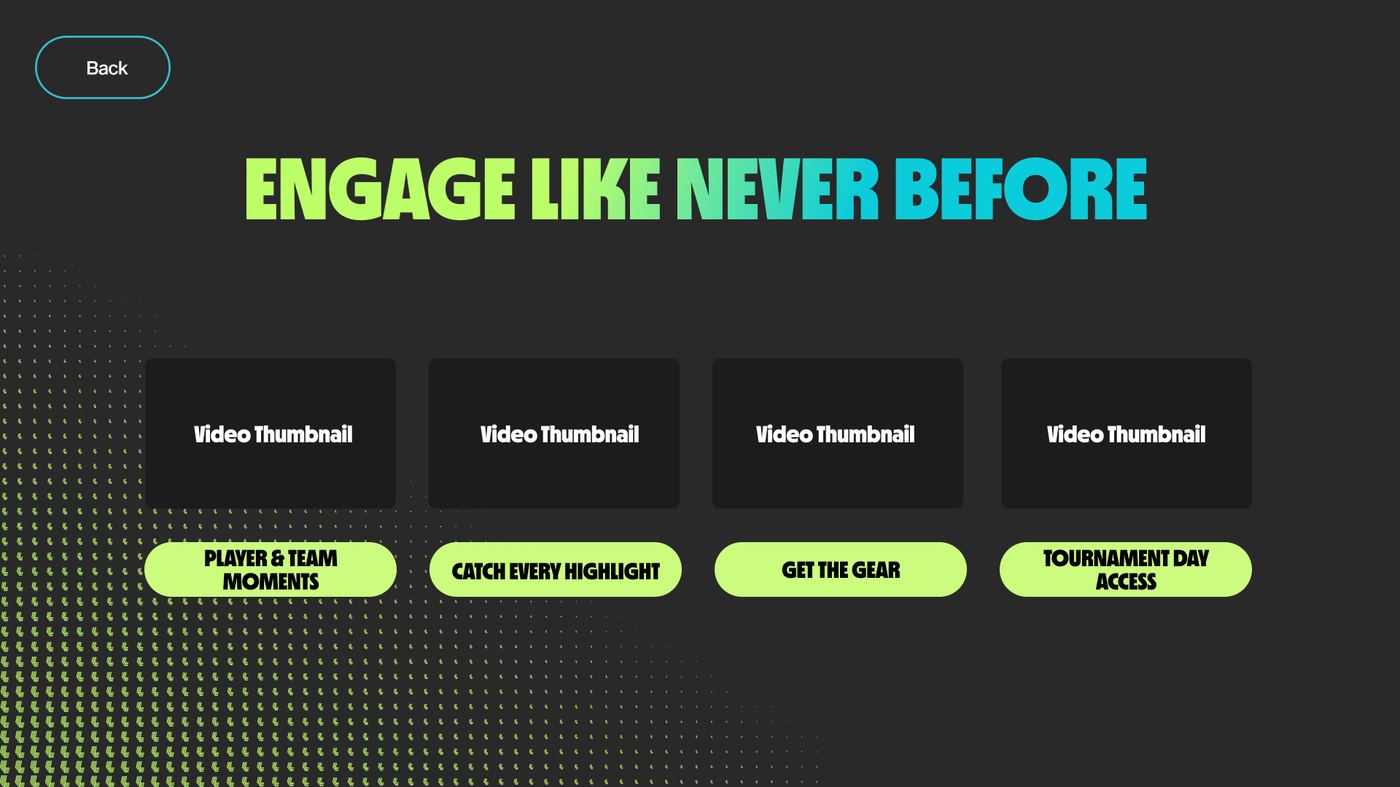 Back
ENGAGE LIKE NEVER BEFORE
Video Thumbnail
Video Thumbnail
Video Thumbnail
Video Thumbnail
PLAYER & TEAM
MOMENTS
CATCH EVERY HIGHLIGHT
GET THE GEAR
TOURNAMENT DAY
ACCESS